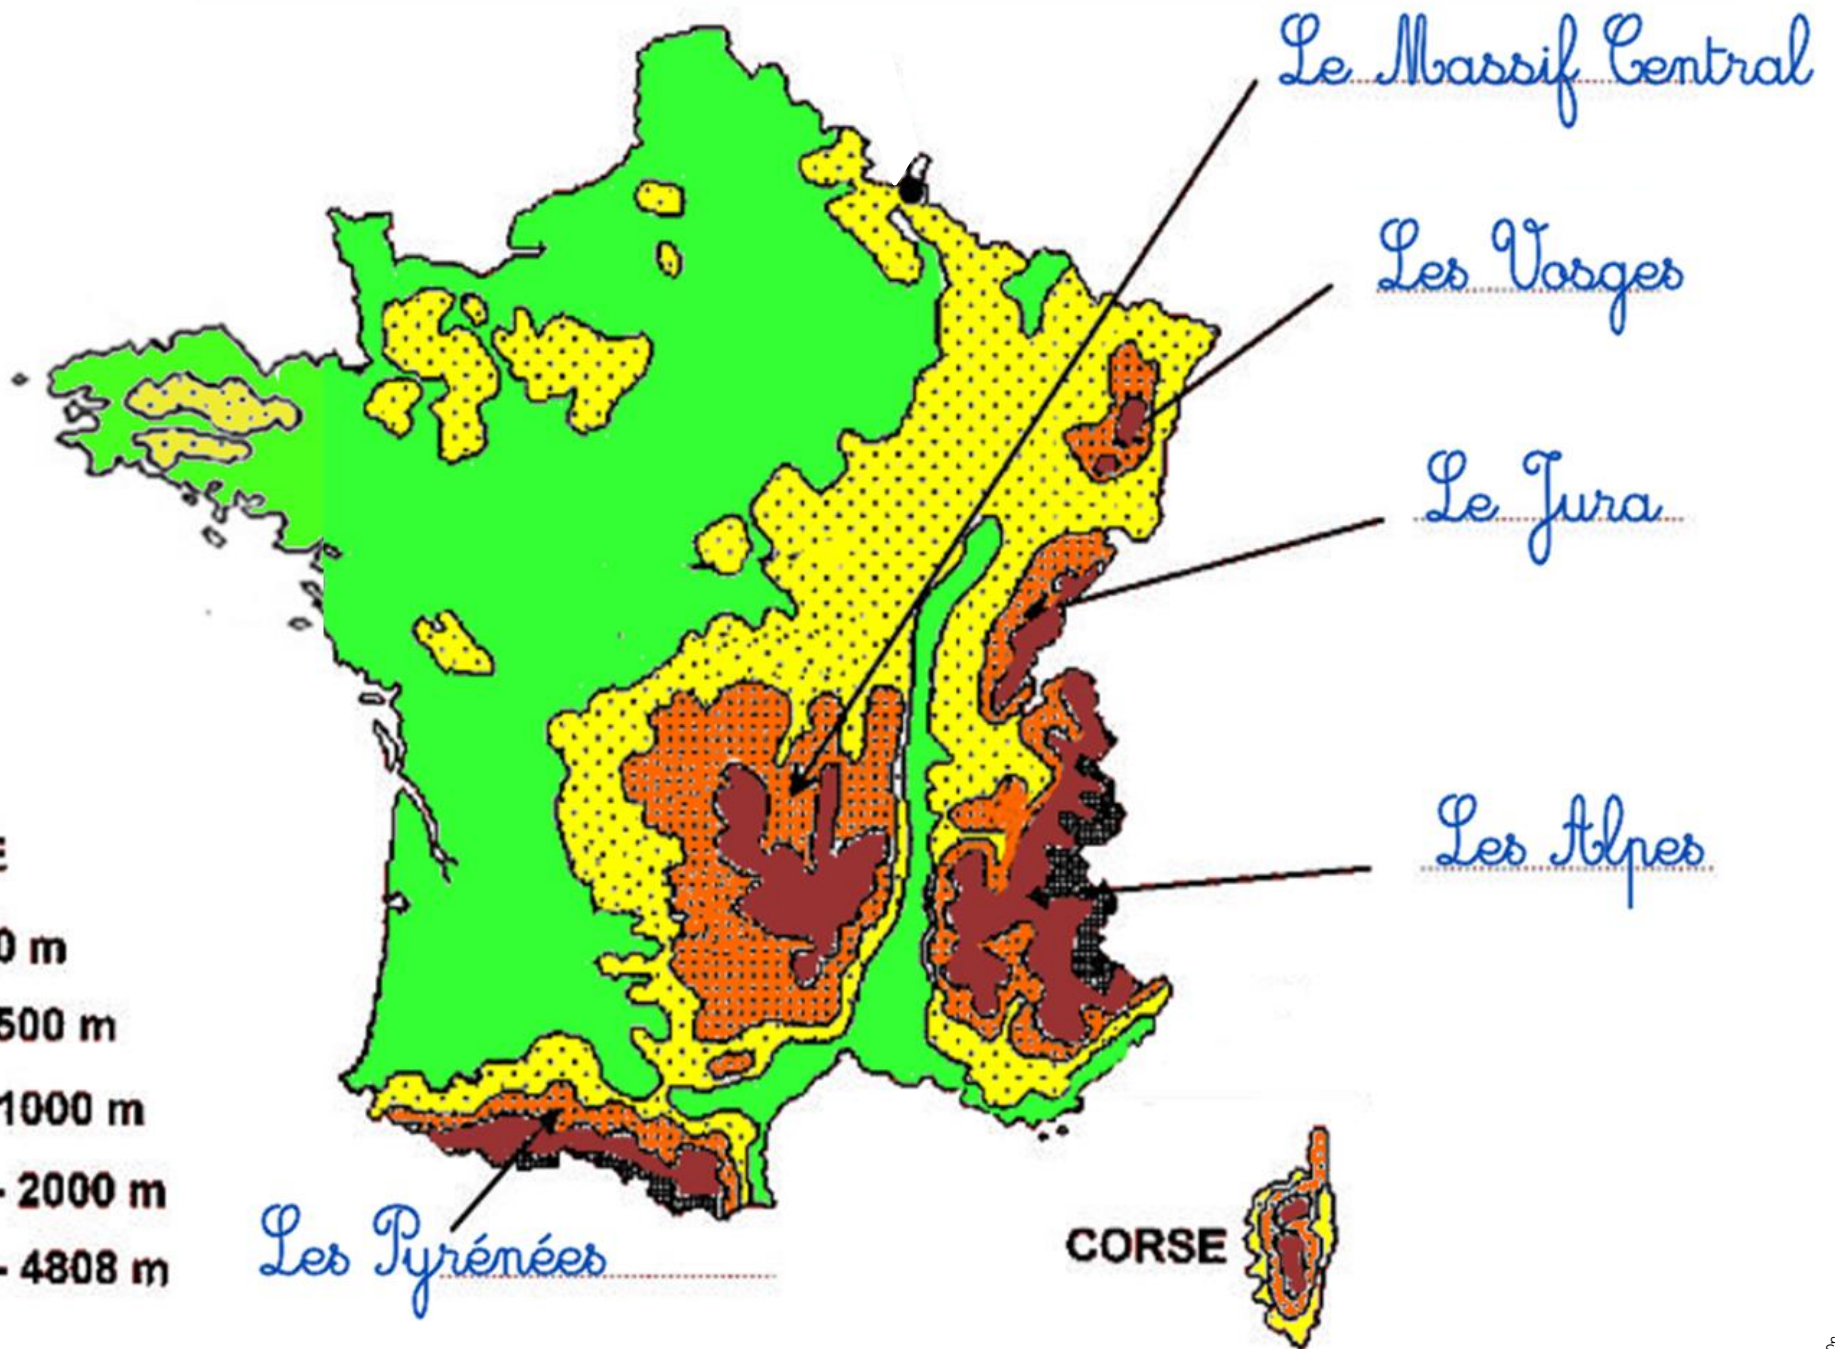 Le Massif Central
Les Vosges
Le Jura
Les Alpes
0 m
500 m
1000 m
- 2000 m
- 4808 m
Les Pyrénées
CORSE